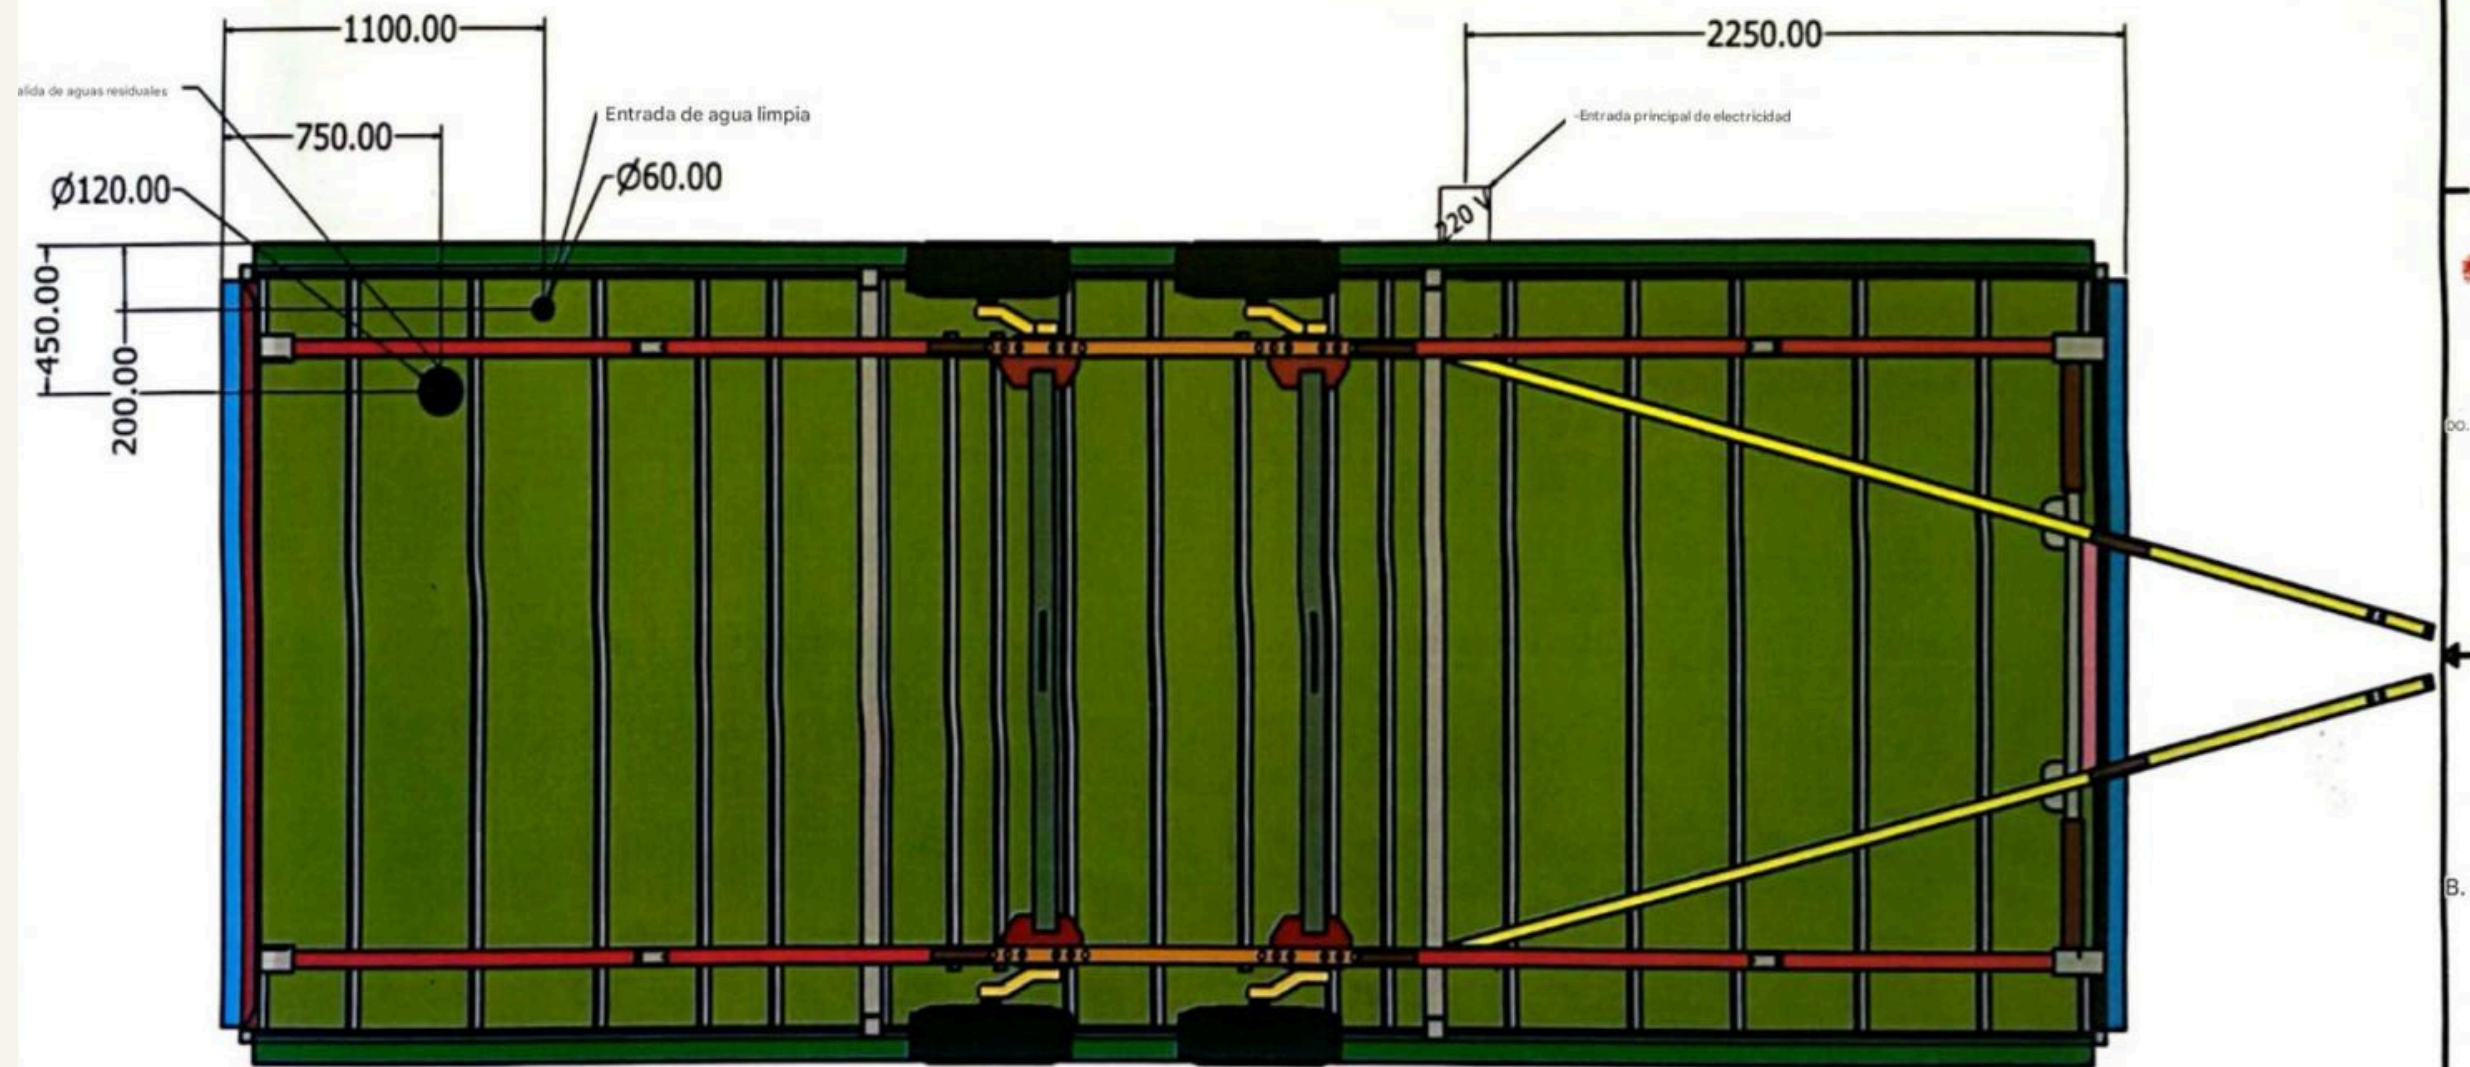 1100.00
2250.00
alida de aguas residuales
Entrada de agua limpia
-Entrada principal de electricidad
750.00
Ø120.00
Ø60.00
220 V
450.00
200.00
bo.
B.